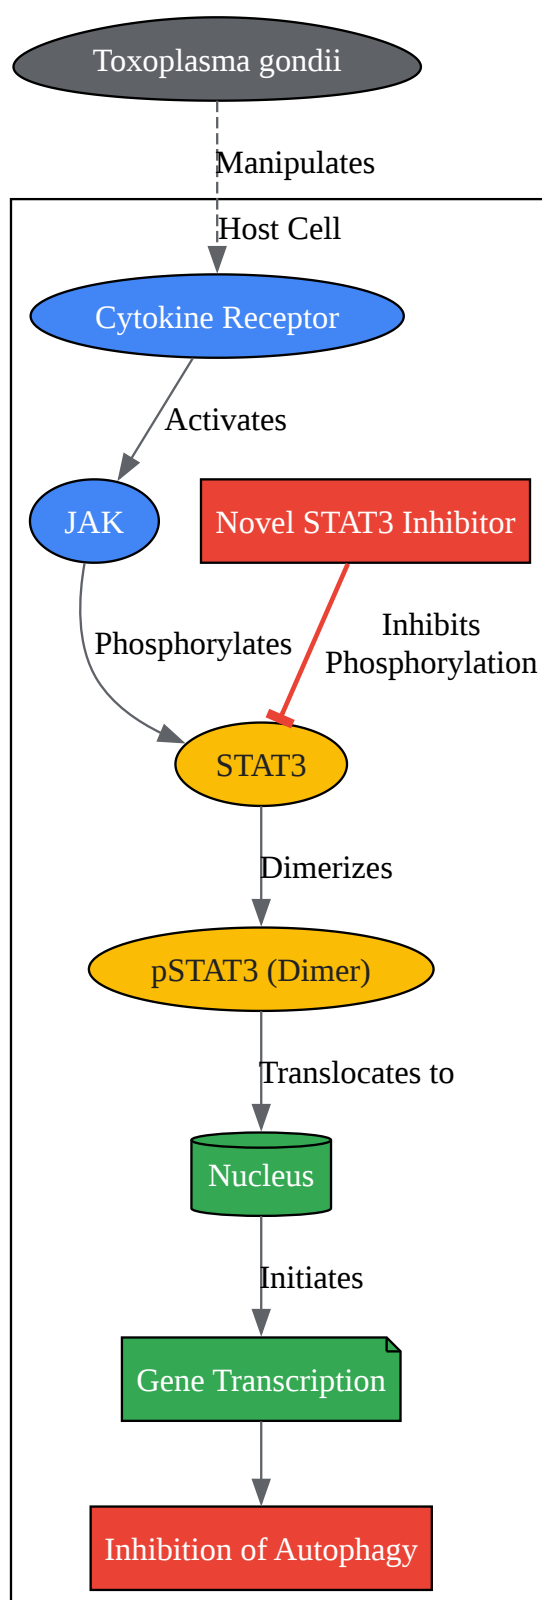 Toxoplasma gondii
Manipulates
Host Cell
Cytokine Receptor
Activates
JAK
Novel STAT3 Inhibitor
Phosphorylates
Inhibits
Phosphorylation
STAT3
Dimerizes
pSTAT3 (Dimer)
Translocates to
Nucleus
Initiates
Gene Transcription
Inhibition of Autophagy